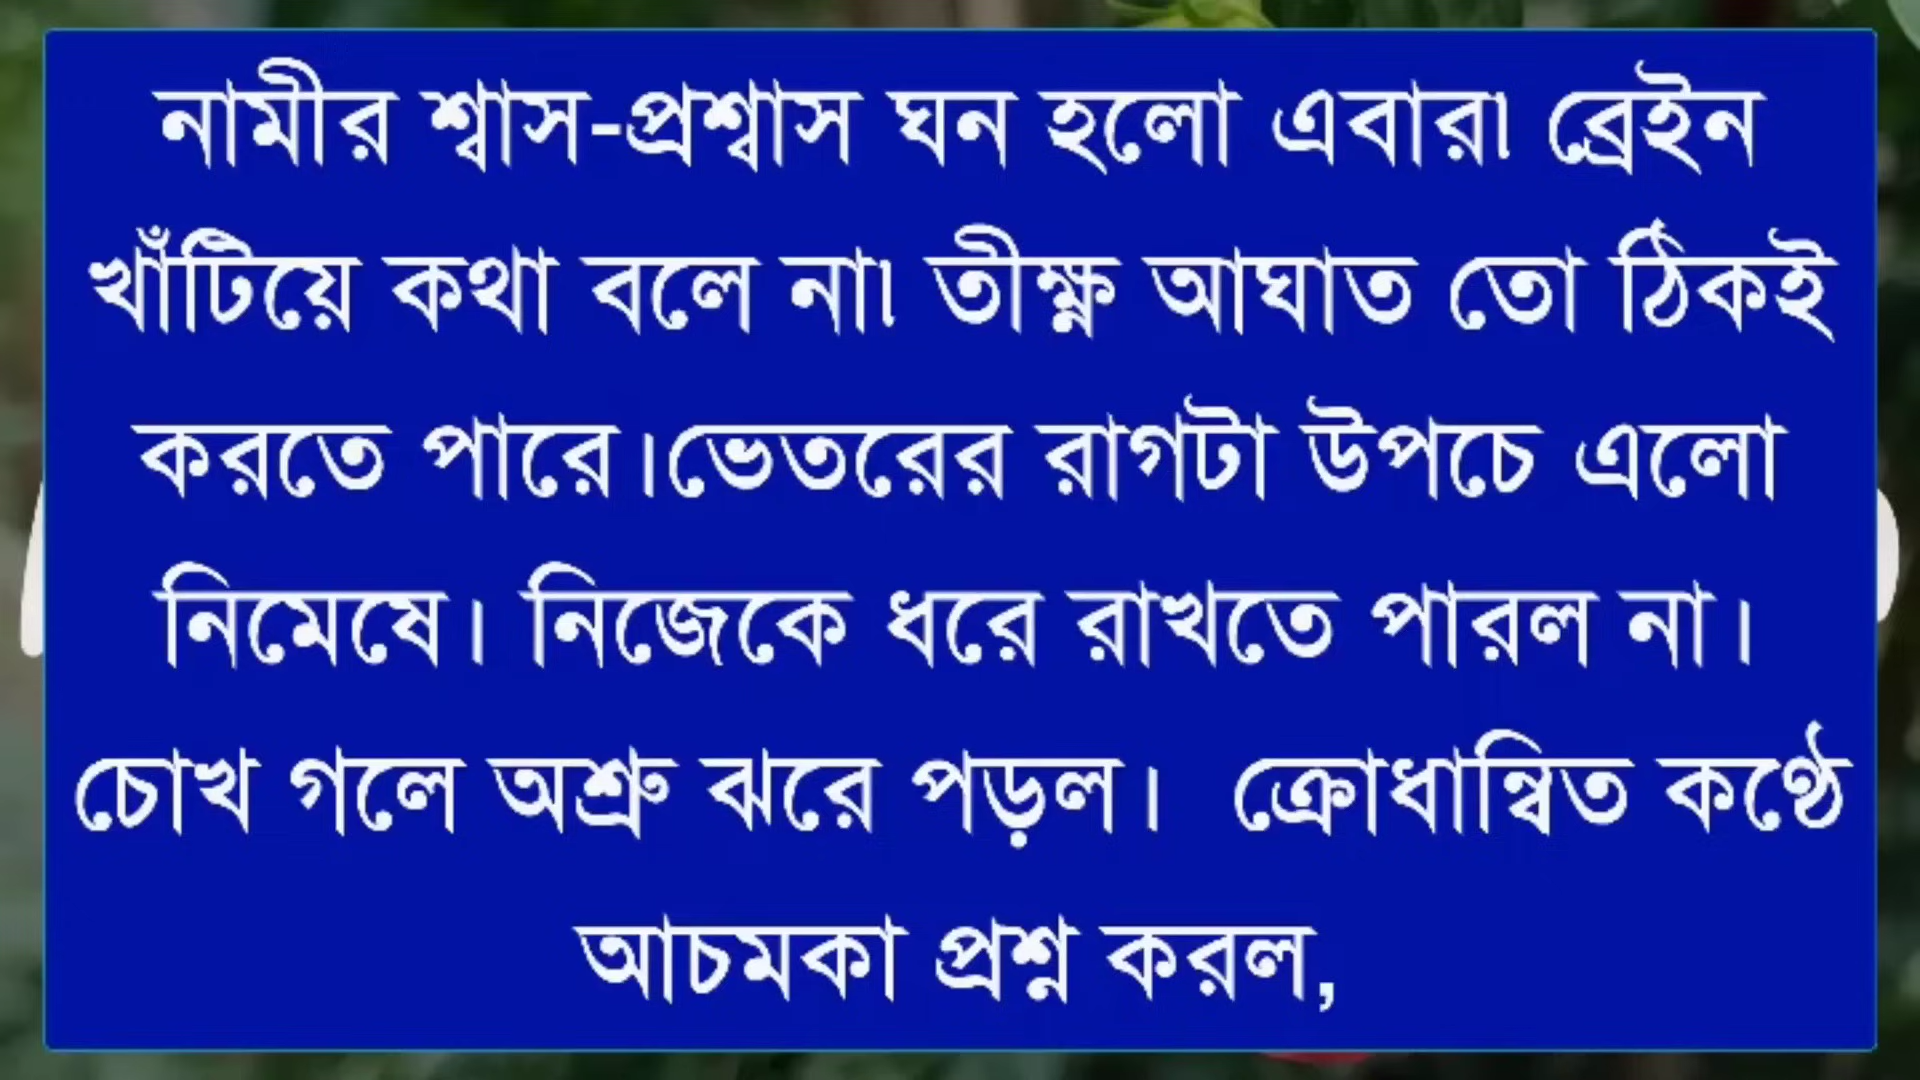 নামীর শ্বাস-প্রশ্বাস ঘন হলো এবার৷ ব্রেইন
খাঁটিয়ে কথা বলে না৷ তীক্ষ্ণ আঘাত তো ঠিকই
করতে পারে।ভেতরের রাগটা উপচে এলো
নিমেষে। নিজেকে ধরে রাখতে পারল না।
চোখ গলে অশ্রু ঝরে পড়ল।  ক্রোধান্বিত কণ্ঠে
আচমকা প্রশ্ন করল,